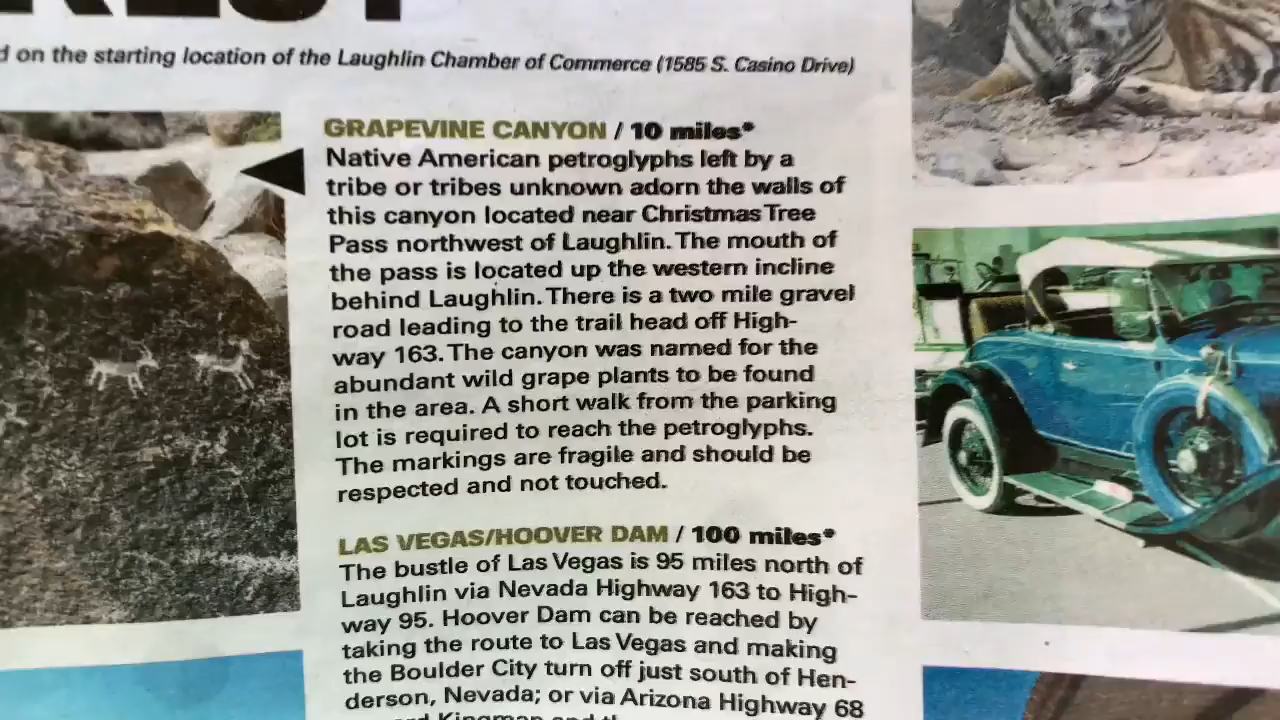 on the starting location of the Laughlin Chamber of Commerce (1585 S. Casino Drive)
GRAPEVINE CANYON / 10 miles*
Native American petroglyphs left by a
tribe or tribes unknown adorn the walls of
this canyon located near Christmas Tree
Pass northwest of Laughlin. The mouth of
the pass is located up the western incline
behind Laughlin. There is a two mile gravel
road leading to the trail head off High-
way 163. The canyon was named for the
abundant wild grape plants to be found
in the area. A short walk from the parking
lot is required to reach the petroglyphs.
The markings are fragile and should be
respected and not touched.
LAS VEGAS/HOOVER DAM / 100 miles*
The bustle of Las Vegas is 95 miles north of
Laughlin via Nevada Highway 163 to High-
way 95. Hoover Dam can be reached by
taking the route to Las Vegas and making
the Boulder City turn off just south of Hen-
derson, Nevada; or via Arizona Highway 68
Kingman and